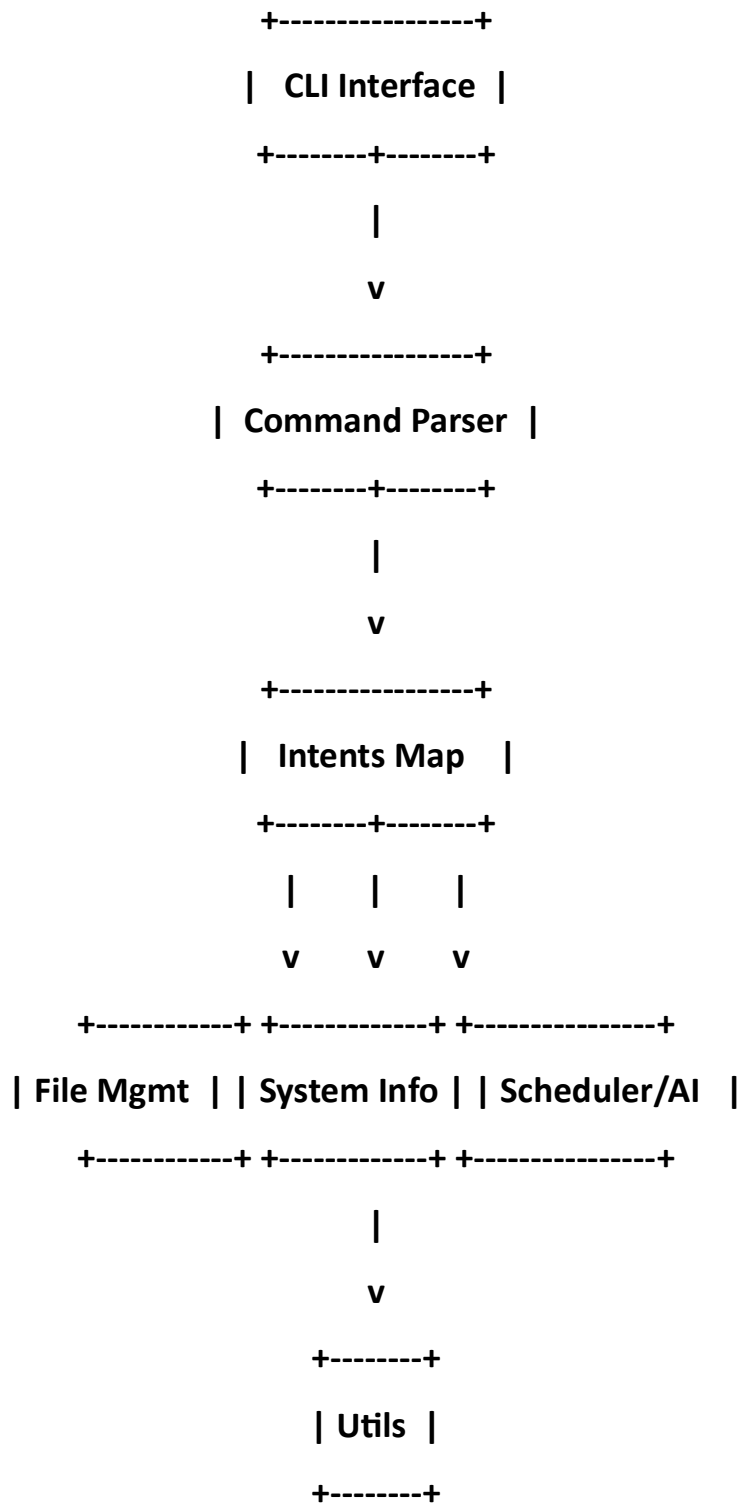 +-----------------+
| CLI Interface |
+--------+--------+
|
v
+-----------------+
| Command Parser |
+--------+--------+
|
v
+-----------------+
| Intents Map |
+--------+--------+
| | |
v v v
+------------+ +-------------+ +----------------+
| File Mgmt | | System Info | | Scheduler/AI |
+------------+ +-------------+ +----------------+
|
v
+--------+
| Utils |
+--------+